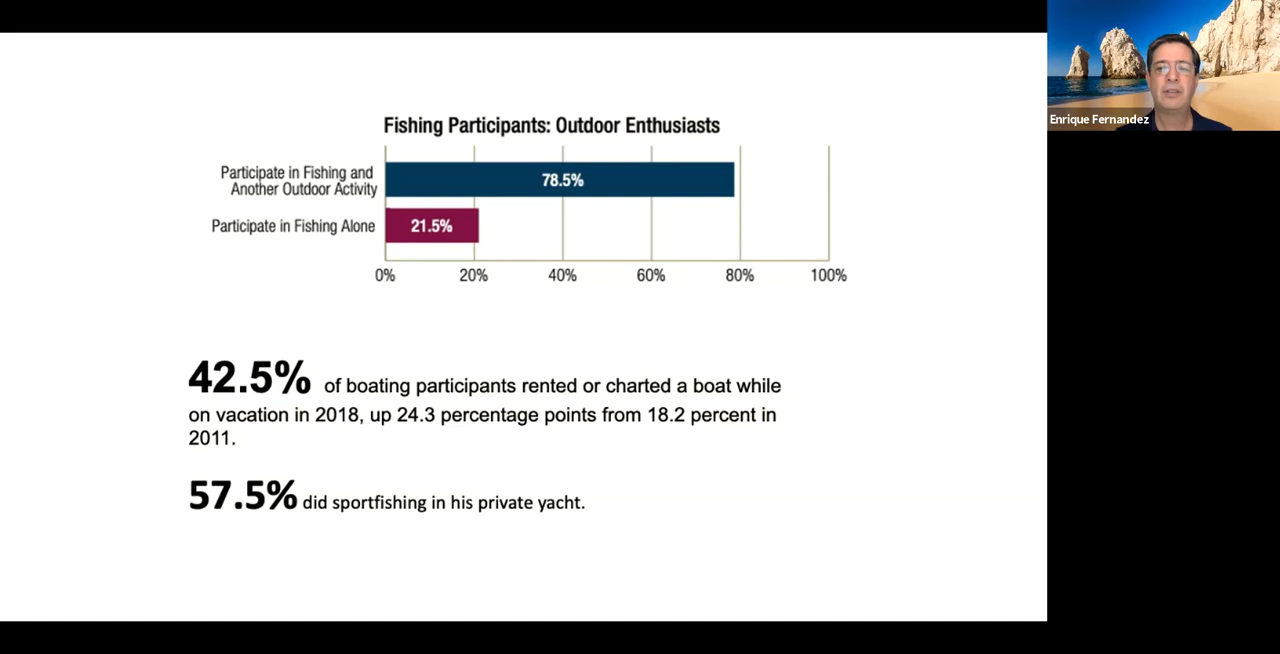 Fishing Participants: Outdoor Enthusiasts
Participate in Fishing and
Another Outdoor Activity
78.5%
Participate in Fishing Alone
21.5%
0% 20% 40% 60% 80% 100%
42.5% of boating participants rented or chartered a boat while
on vacation in 2018, up 24.3 percentage points from 18.2 percent in
2011.
57.5% did sportfishing in his private yacht.
Enrique Fernandez